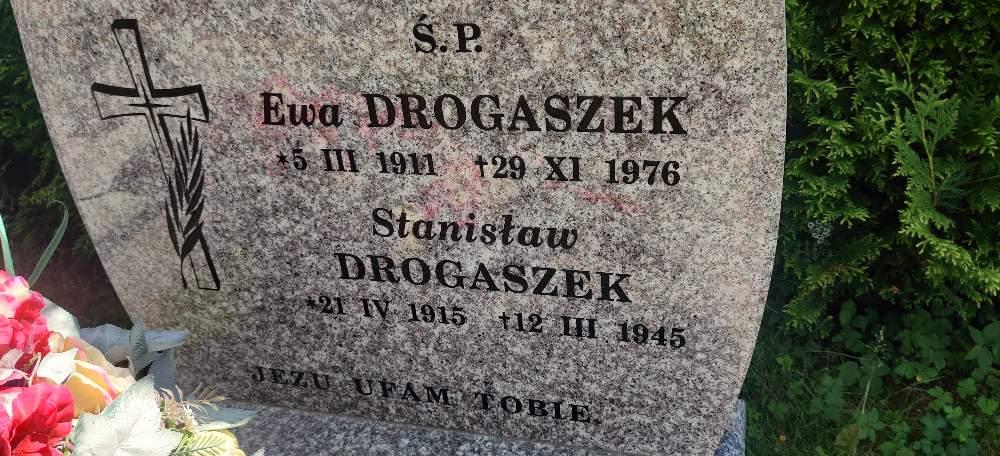 Ś.P.
Ewa DROGASZEK
*5 III 1911 †29 XI 1976
Stanisław
DROGASZEK
*21 IV 1915 †12 III 1945
JEZU UFAM TOBIE.